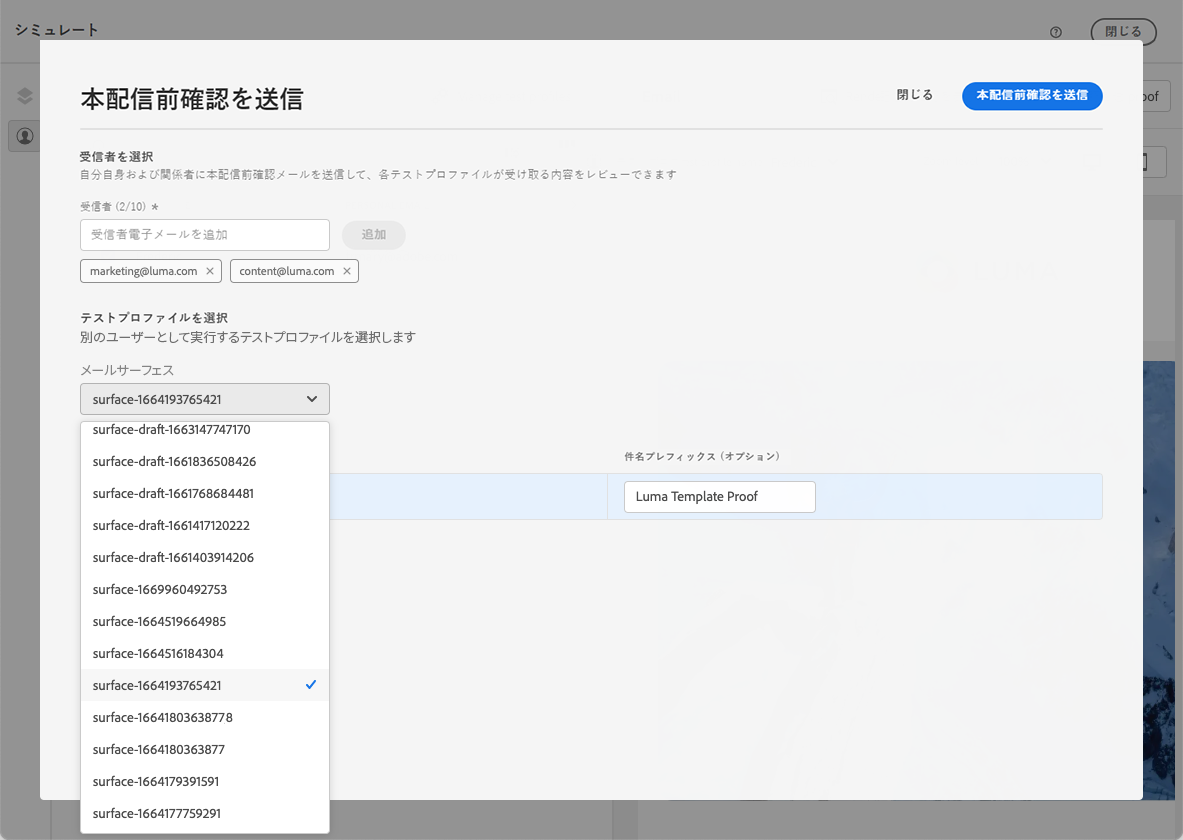 シミュレート
閉じる
本配信前確認を送信
閉じる
本配信前確認を送信
oof
受信者を選択
自分自身および関係者に本配信前確認メールを送信して、各テストプロファイルが受け取る内容をレビューできます
受信者 (2/10) *
受信者電子メールを追加
追加
marketing@luma.com
content@luma.com
テストプロファイルを選択
別のユーザーとして実行するテストプロファイルを選択します
メールサーフェス
surface-1664193765421
surface-draft-1663147747170
件名プレフィックス (オプション)
surface-draft-1661836508426
surface-draft-1661768684481
Luma Template Proof
surface-draft-1661417120222
surface-draft-1661403914206
surface-1669960492753
surface-1664519664985
surface-1664516184304
surface-1664193765421
surface-16641803638778
surface-1664180363877
surface-1664179391591
surface-1664177759291